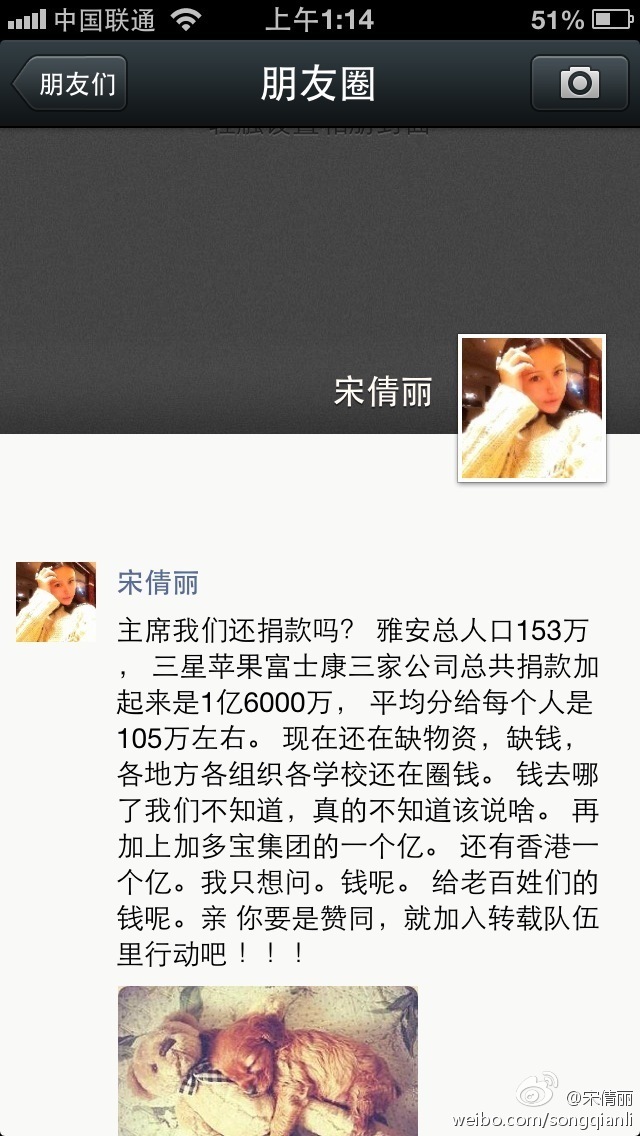 中国联通 上午1:14 51%
朋友们 朋友圈
宋倩丽
宋倩丽
主席我们还捐款吗？ 雅安总人口153万
， 三星苹果富士康三家公司总共捐款加
起来是1亿6000万， 平均分给每个人是
105万左右。 现在还在缺物资，缺钱，
各地方各组织各学校还在圈钱。 钱去哪
了我们不知道，真的不知道该说啥。 再
加上加多宝集团的一个亿。 还有香港一
个亿。我只想问。钱呢。 给老百姓们的
钱呢。亲 你要是赞同，就加入转载队伍
里行动吧！！！
@宋倩丽
weibo.com/songqianli